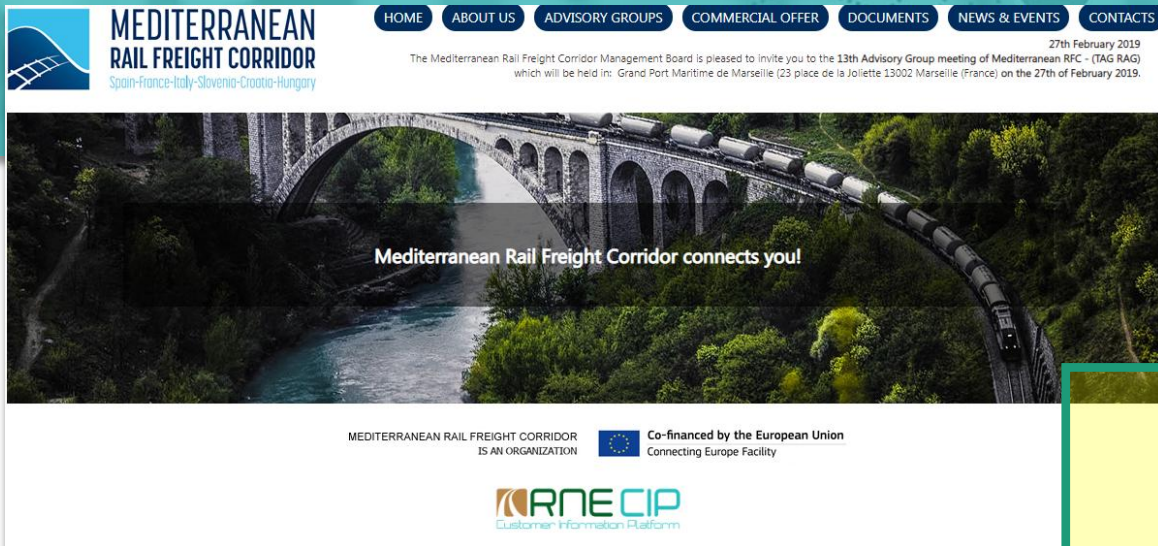 MEDITERRANEAN
RAIL FREIGHT CORRIDOR
Spain-France-Italy-Slovenia-Croatia-Hungary
HOME
ABOUT US
ADVISORY GROUPS
COMMERCIAL OFFER
DOCUMENTS
NEWS & EVENTS
CONTACTS
27th February 2019
The Mediterranean Rail Freight Corridor Management Board is pleased to invite you to the 13th Advisory Group meeting of Mediterranean RFC - (TAG RAG)
which will be held in: Grand Port Maritime de Marseille (23 place de la Joliette 13002 Marseille (France) on the 27th of February 2019.
Mediterranean Rail Freight Corridor connects you!
MEDITERRANEAN RAIL FREIGHT CORRIDOR
IS AN ORGANIZATION
Co-financed by the European Union
Connecting Europe Facility
RNE CIP
Customer Information Platform